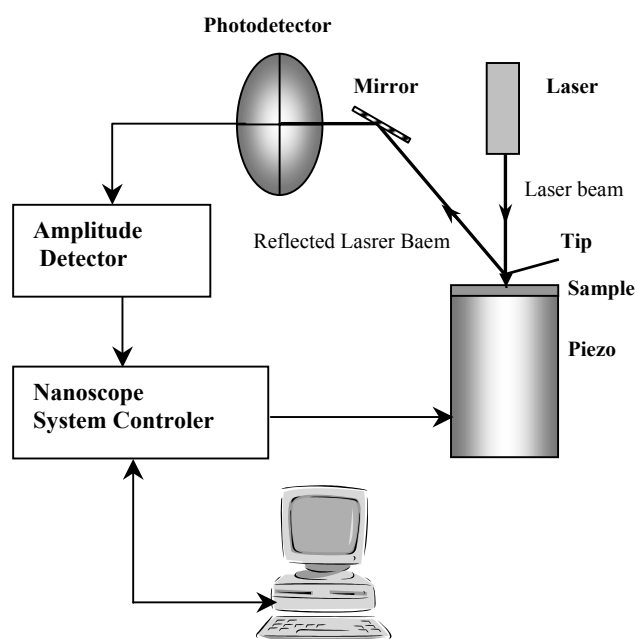 Photodetector
Mirror
Laser
Laser beam
Reflected Lasrer Baem
Tip
Amplitude
Detector
Sample
Piezo
Nanoscope
System Controler